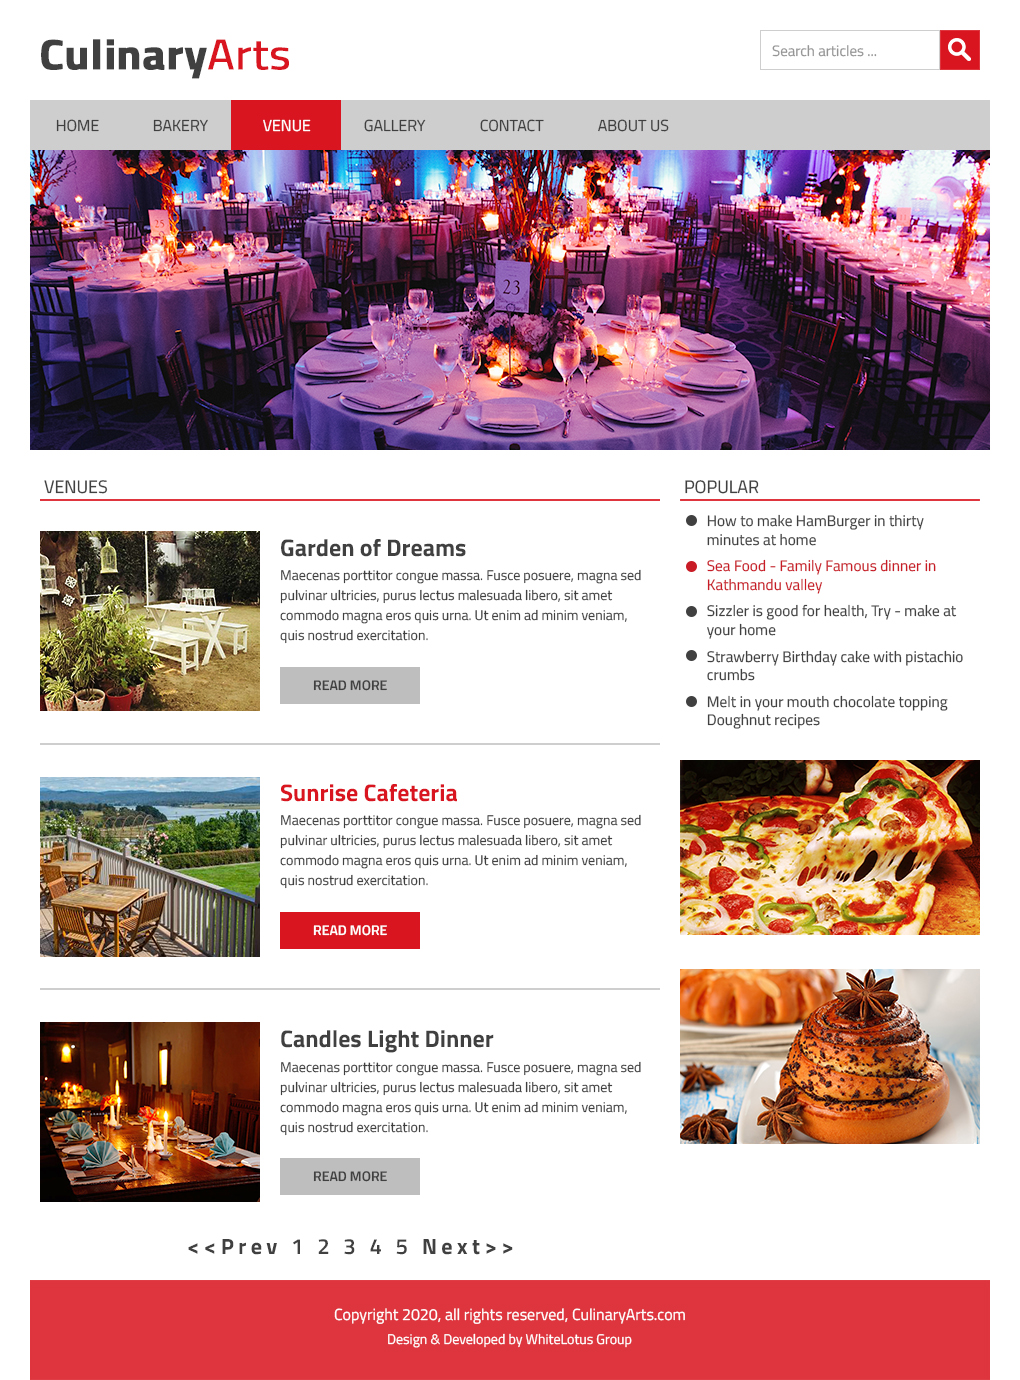 CulinaryArts
Search articles ...
HOME BAKERY VENUE GALLERY CONTACT ABOUT US
25
23
VENUES
Garden of Dreams
Maecenas porttitor congue massa. Fusce posuere, magna sed
pulvinar ultricies, purus lectus malesuada libero, sit amet
commodo magna eros quis urna. Ut enim ad minim veniam,
quis nostrud exercitation.
READ MORE
Sunrise Cafeteria
Maecenas porttitor congue massa. Fusce posuere, magna sed
pulvinar ultricies, purus lectus malesuada libero, sit amet
commodo magna eros quis urna. Ut enim ad minim veniam,
quis nostrud exercitation.
READ MORE
Candles Light Dinner
Maecenas porttitor congue massa. Fusce posuere, magna sed
pulvinar ultricies, purus lectus malesuada libero, sit amet
commodo magna eros quis urna. Ut enim ad minim veniam,
quis nostrud exercitation.
READ MORE
<<Prev 1 2 3 4 5 Next>>
POPULAR
How to make HamBurger in thirty
minutes at home
Sea Food - Family Famous dinner in
Kathmandu valley
Sizzler is good for health, Try - make at
your home
Strawberry Birthday cake with pistachio
crumbs
Melt in your mouth chocolate topping
Doughnut recipes
Copyright 2020, all rights reserved, CulinaryArts.com
Design & Developed by WhiteLotus Group